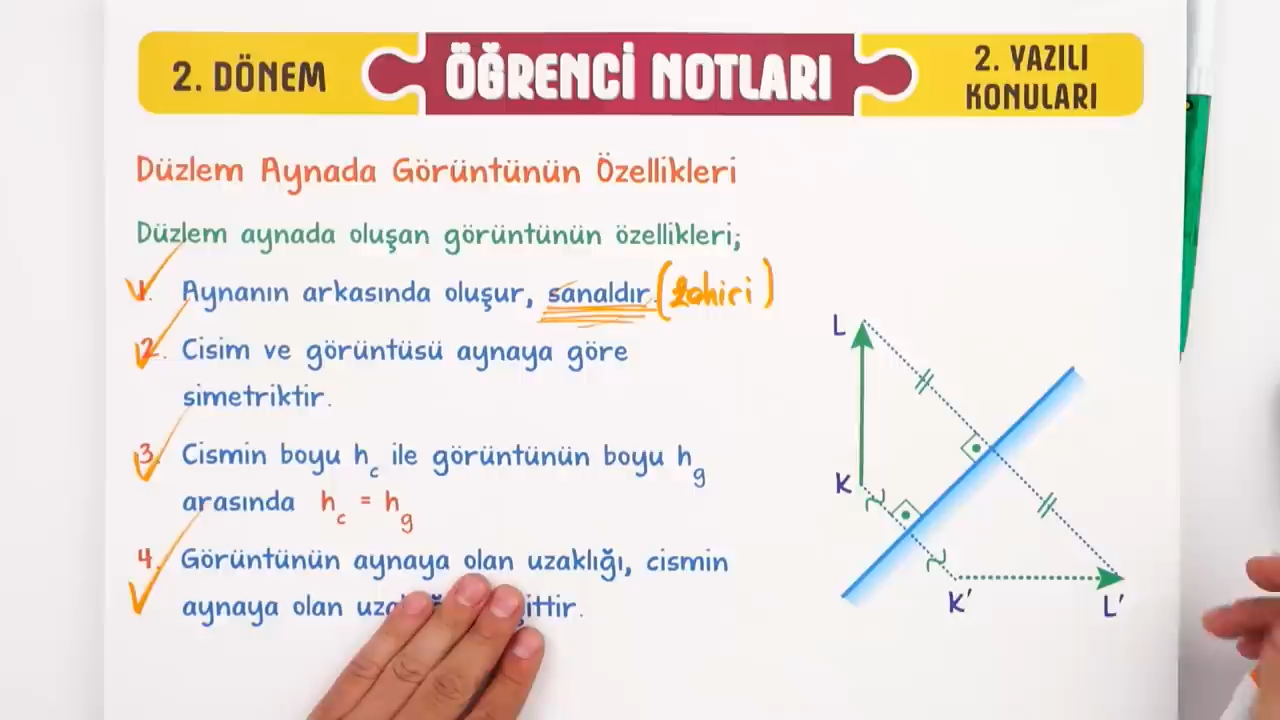 2. DÖNEM
ÖĞRENCİ NOTLARI
2. YAZILI
KONULARI
Düzlem Aynada Görüntünün Özellikleri
Düzlem aynada oluşan görüntünün özellikleri;
1. Aynanın arkasında oluşur, sanaldır. (zahiri)
2. Cisim ve görüntüsü aynaya göre
simetriktir.
3. Cismin boyu hc ile görüntünün boyu hg
arasında hc = hg
4. Görüntünün aynaya olan uzaklığı, cismin
aynaya olan
L
K
K'
L'